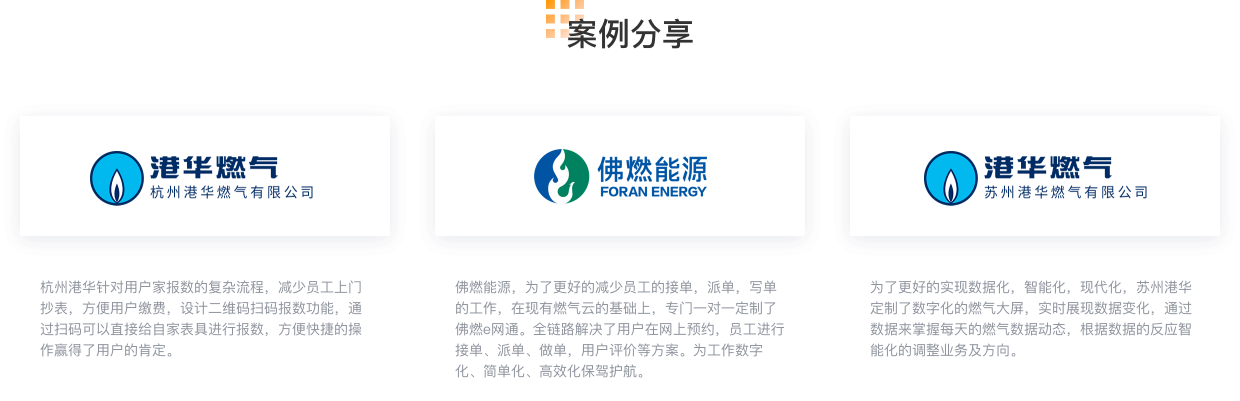 案例分享
港华燃气
杭州港华燃气有限公司
佛燃能源
FORAN ENERGY
港华燃气
苏州港华燃气有限公司
杭州港华针对用户家报数的复杂流程，减少员工上门
抄表，方便用户缴费，设计二维码扫码报数功能，通
过扫码可以直接给自家表具进行报数，方便快捷的操
作赢得了用户的肯定。
佛燃能源，为了更好的减少员工的接单，派单，写单
的工作，在现有燃气云的基础上，专门一对一定制了
佛燃e网通。全链路解决了用户在网上预约，员工进行
接单、派单、做单，用户评价等方案。为工作数字
化、简单化、高效化保驾护航。
为了更好的实现数据化，智能化，现代化，苏州港华
定制了数字化的燃气大屏，实时展现数据变化，通过
数据来掌握每天的燃气数据动态，根据数据的反应智
能化的调整业务及方向。